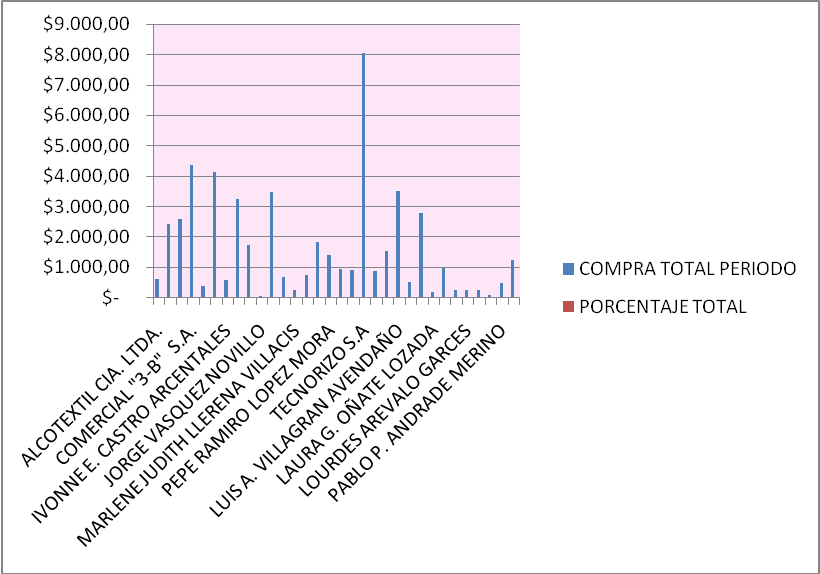 $9.000,00
$8.000,00
$7.000,00
$6.000,00
$5.000,00
$4.000,00
$3.000,00
$2.000,00
$1.000,00
$-
ALCOTEXTIL CIA. LTDA.
COMERCIAL "3-B" S.A.
IVONNE E. CASTRO ARCENTALES
JORGE VASQUEZ NOVILLO
MARLENE JUDITH LLERENA VILLACIS
PEPE RAMIRO LOPEZ MORA
TECNORIZO S.A
LUIS A. VILLAGRAN AVENDAÑO
LAURA G. OÑATE LOZADA
LOURDES AREVALO GARCES
PABLO P. ANDRADE MERINO
COMPRA TOTAL PERIODO
PORCENTAJE TOTAL